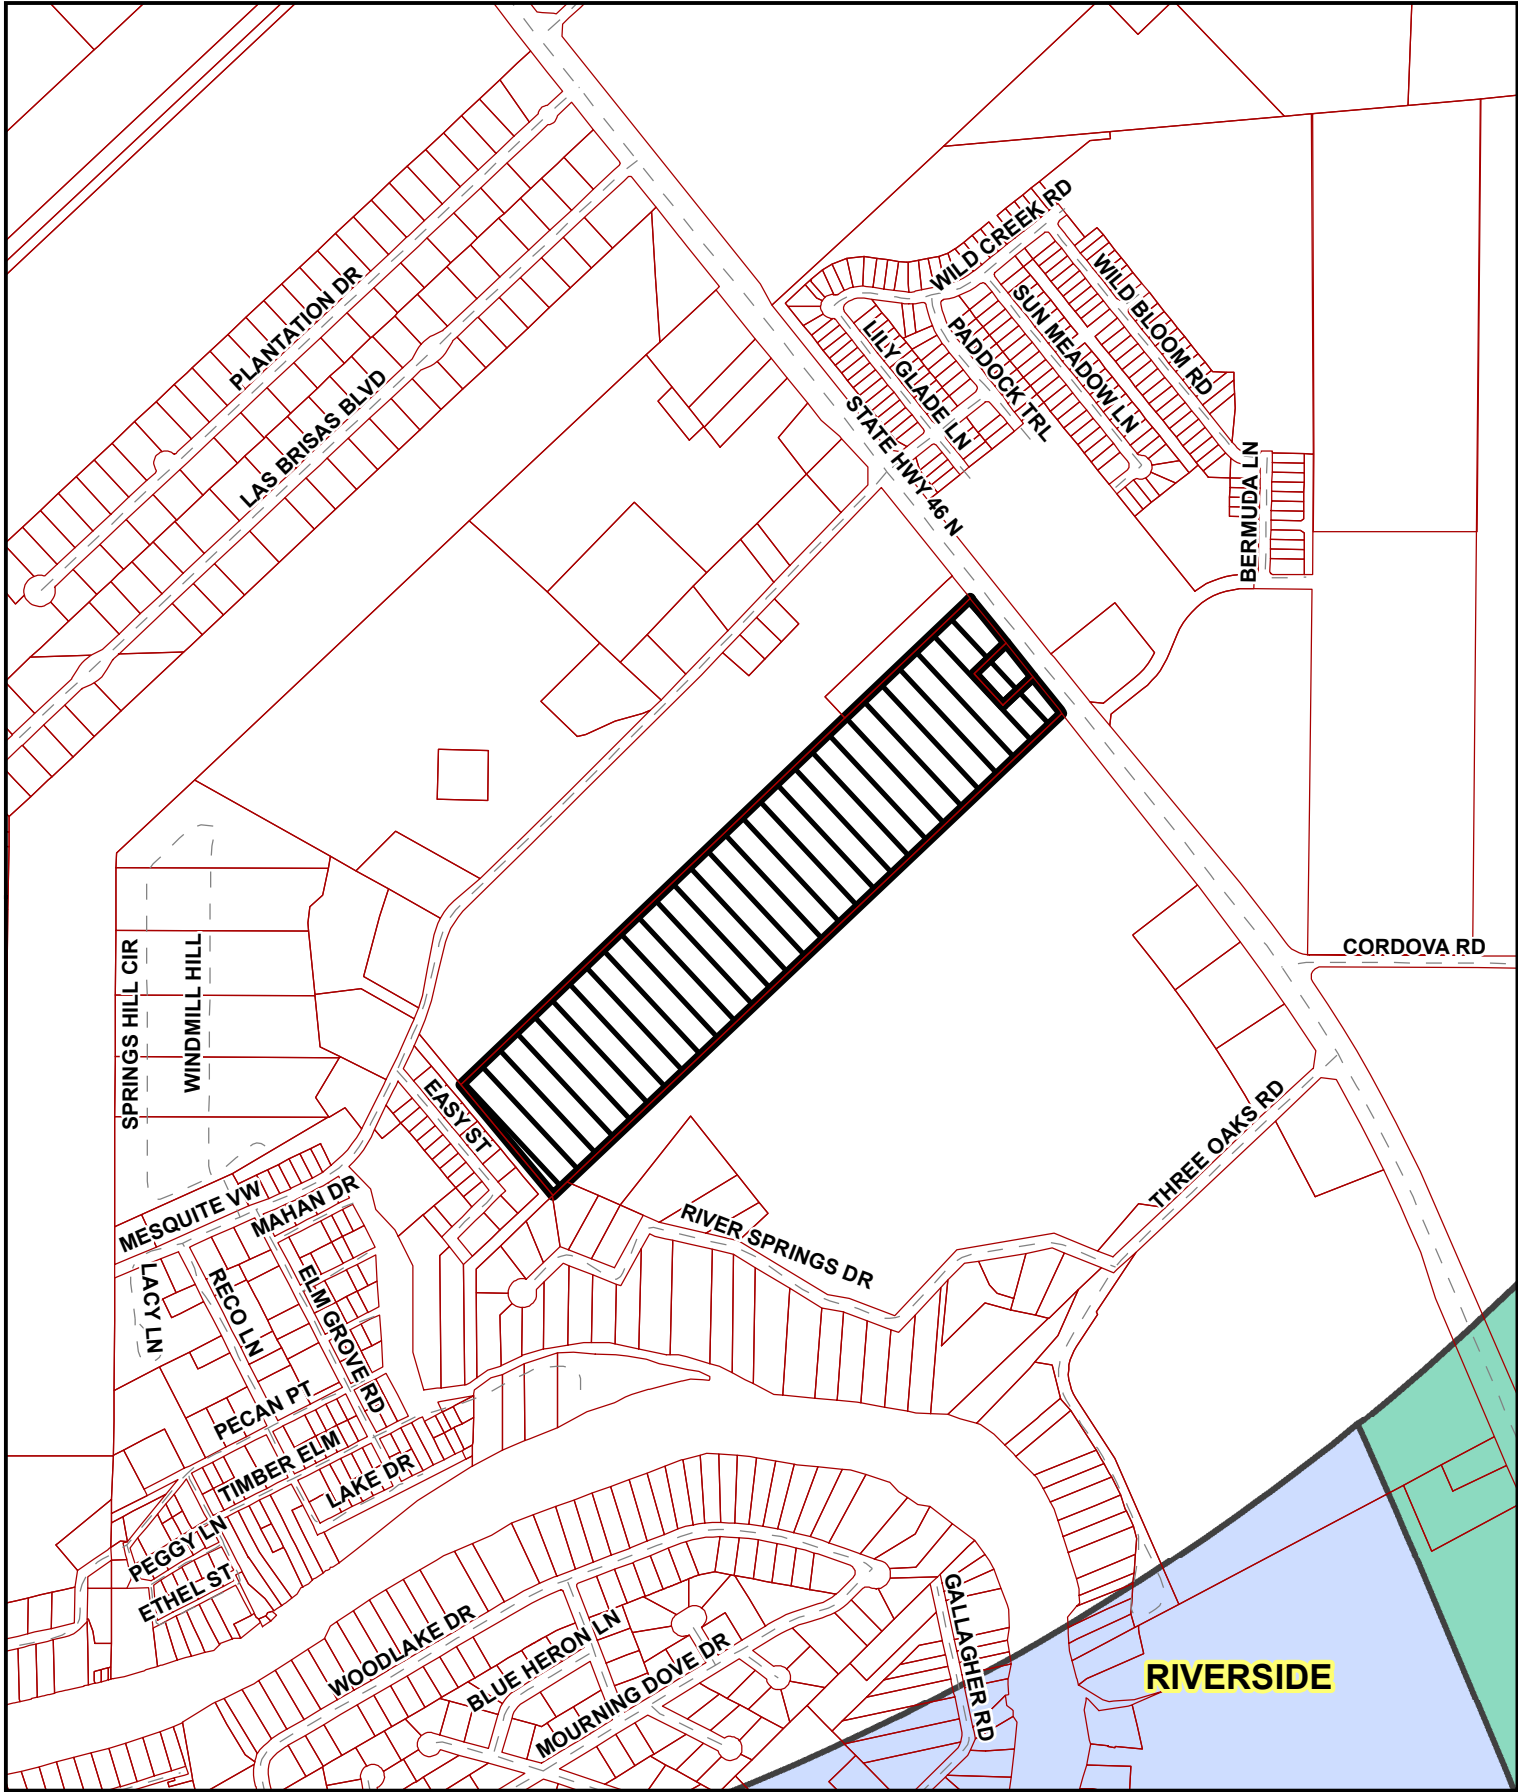 WILD CREEK RD
PLANTATION DR
WILD BLOOM RD
SUN MEADOW LN
PADDOCK TRL
LILY GLADE LN
LAS BRISAS BLVD
STATE HWY 46 N
BERMUDA LN
CORDOVA RD
SPRINGS HILL CIR
WINDMILL HILL
EASY ST
THREE OAKS RD
MESQUITE VW
MAHAN DR
RIVER SPRINGS DR
LACY LN
RECO LN
ELM GROVE RD
PECAN PT
TIMBER ELM
LAKE DR
PEGGY LN
ETHEL ST
WOODLAKE DR
BLUE HERON LN
MOURNING DOVE DR
GALLAGHER RD
RIVERSIDE